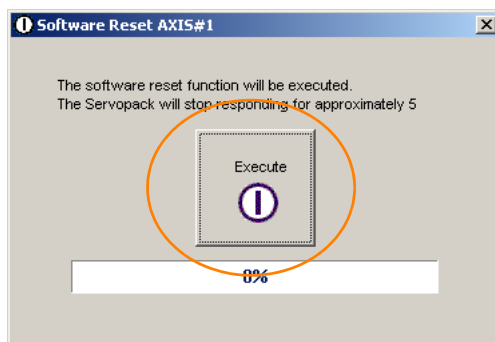 Software Reset AXIS#1
The software reset function will be executed.
The Servopack will stop responding for approximately 5
Execute
0%